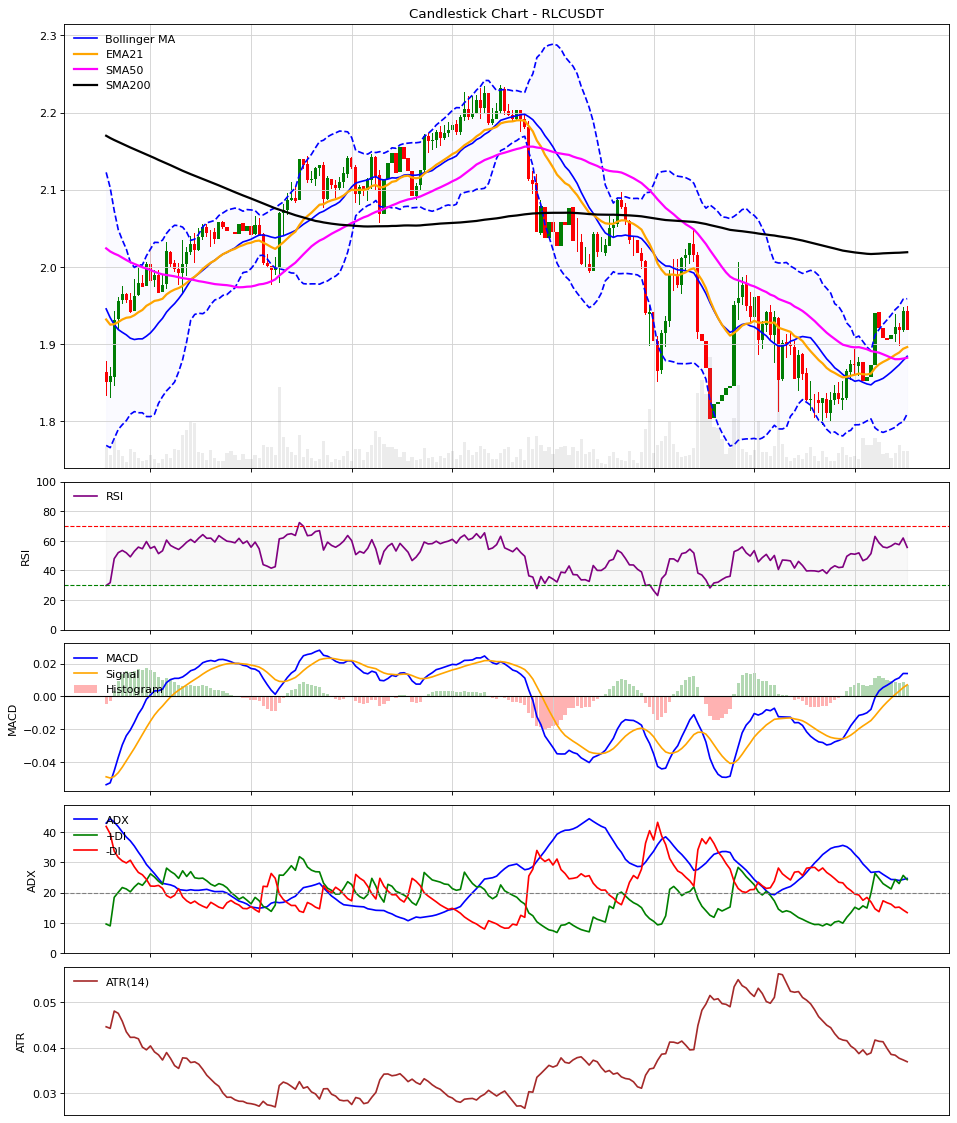 Candlestick Chart - RLCUSDT
Bollinger MA
EMA21
SMA50
SMA200
2.3
2.2
2.1
2.0
1.9
1.8
RSI
RSI
100
80
60
40
20
0
MACD
Signal
Histogram
MACD
0.02
0.00
−0.02
−0.04
ADX
+DI
-DI
ADX
40
30
20
10
0
ATR(14)
ATR
0.05
0.04
0.03